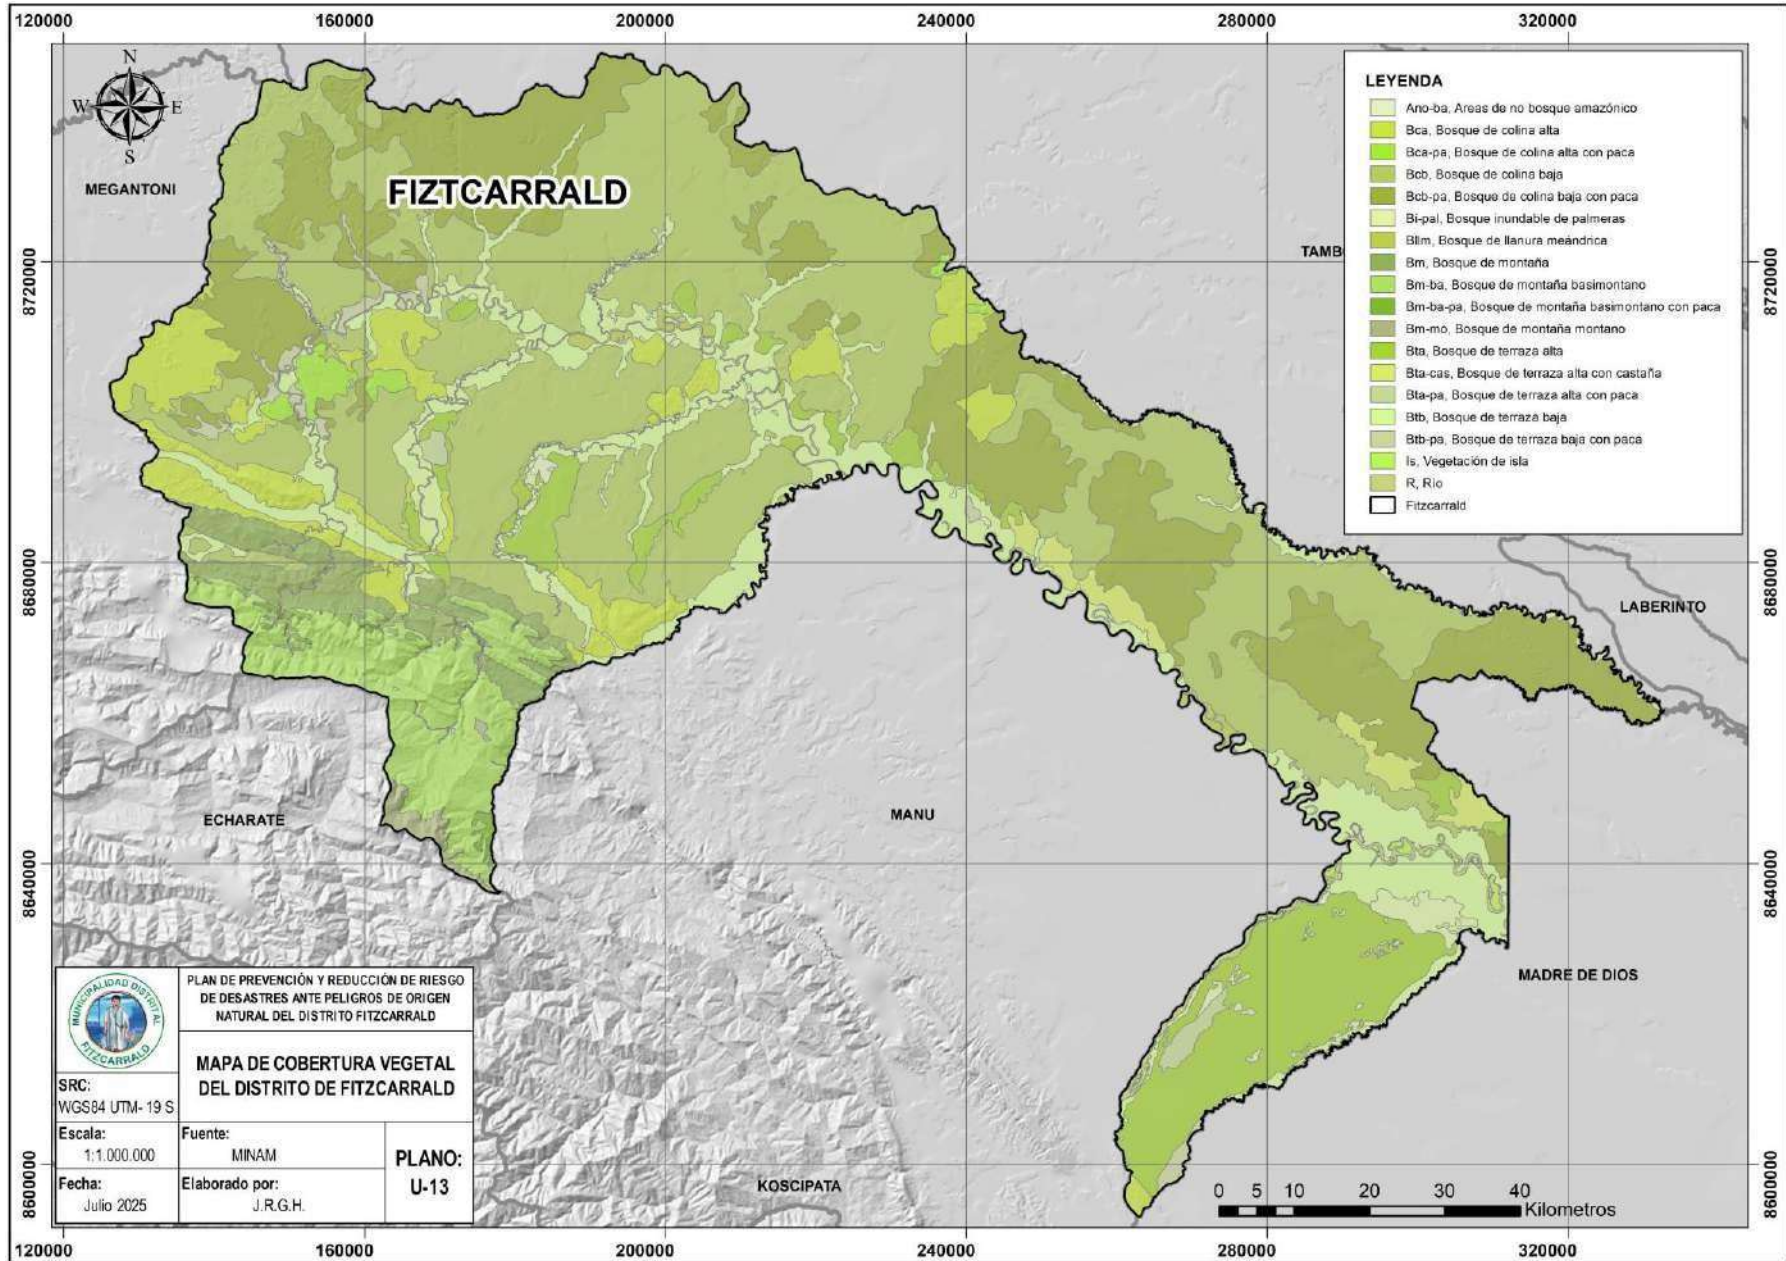 120000 160000 200000 240000 280000 320000
N
W E
S
MEGANTONI
FIZTCARRALD
TAMB
LABERINTO
ECHARATE
MANU
MADRE DE DIOS
KOSCIPATA
8720000
8680000
8640000
8600000
8720000
8680000
8640000
8600000
LEYENDA
Ano-ba, Areas de no bosque amazónico
Bca, Bosque de colina alta
Bca-pa, Bosque de colina alta con paca
Bcb, Bosque de colina baja
Bcb-pa, Bosque de colina baja con paca
Bi-pal, Bosque inundable de palmeras
Bllm, Bosque de llanura meándrica
Bm, Bosque de montaña
Bm-ba, Bosque de montaña basimontano
Bm-ba-pa, Bosque de montaña basimontano con paca
Bm-mo, Bosque de montaña montano
Bta, Bosque de terraza alta
Bta-cas, Bosque de terraza alta con castaña
Bta-pa, Bosque de terraza alta con paca
Btb, Bosque de terraza baja
Btb-pa, Bosque de terraza baja con paca
Is, Vegetación de isla
R, Rio
Fitzcarrald
MUNICIPALIDAD DISTRITAL
FITZCARRALD
PLAN DE PREVENCIÓN Y REDUCCIÓN DE RIESGO
DE DESASTRES ANTE PELIGROS DE ORIGEN
NATURAL DEL DISTRITO FITZCARRALD
MAPA DE COBERTURA VEGETAL
DEL DISTRITO DE FITZCARRALD
SRC:
WGS84 UTM- 19 S
Escala:
1:1.000.000
Fuente:
MINAM
PLANO:
U-13
Fecha:
Julio 2025
Elaborado por:
J.R.G.H.
0 5 10 20 30 40
Kilometros
120000 160000 200000 240000 280000 320000